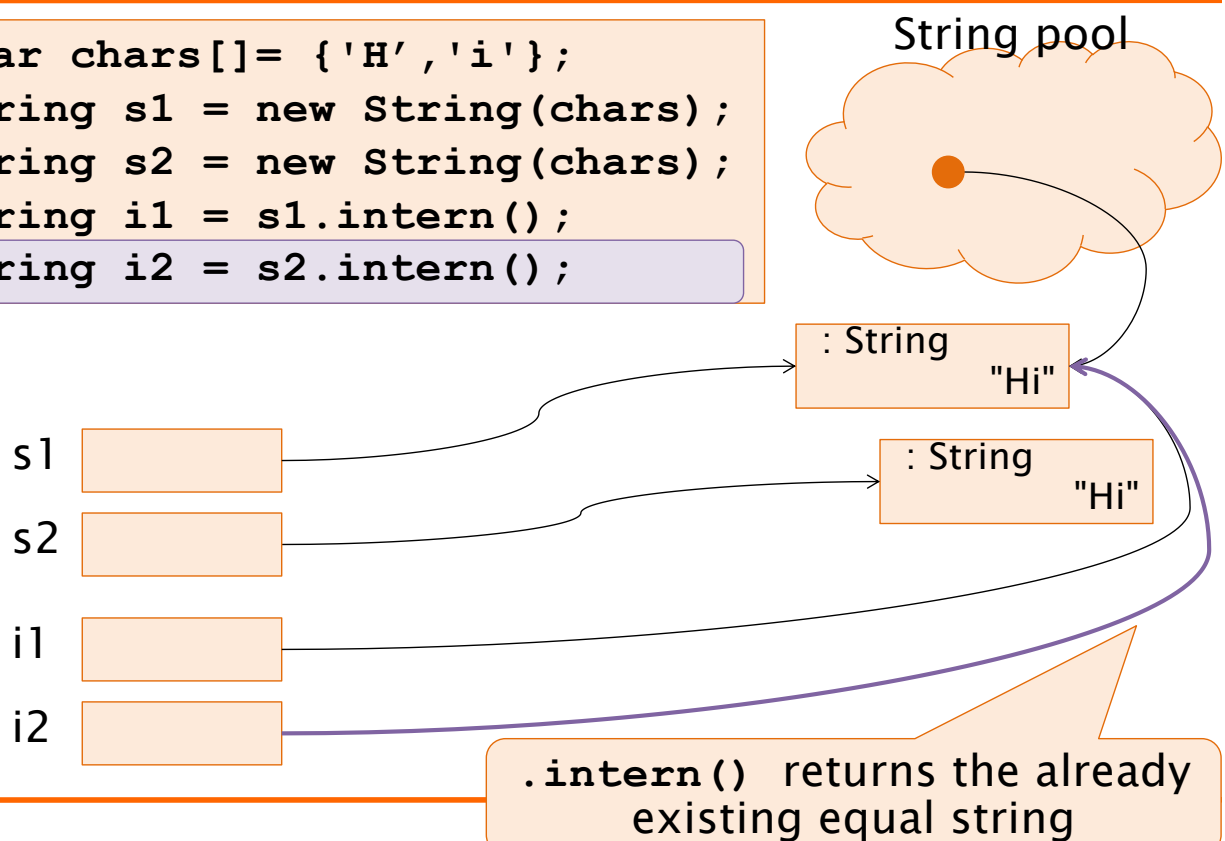 ar chars[]= {'H’,'i'};
ring s1 = new String(chars);
ring s2 = new String(chars);
ring i1 = s1.intern();
ring i2 = s2.intern();
String pool
: String
"Hi"
: String
"Hi"
s1
s2
i1
i2
.intern() returns the already
existing equal string